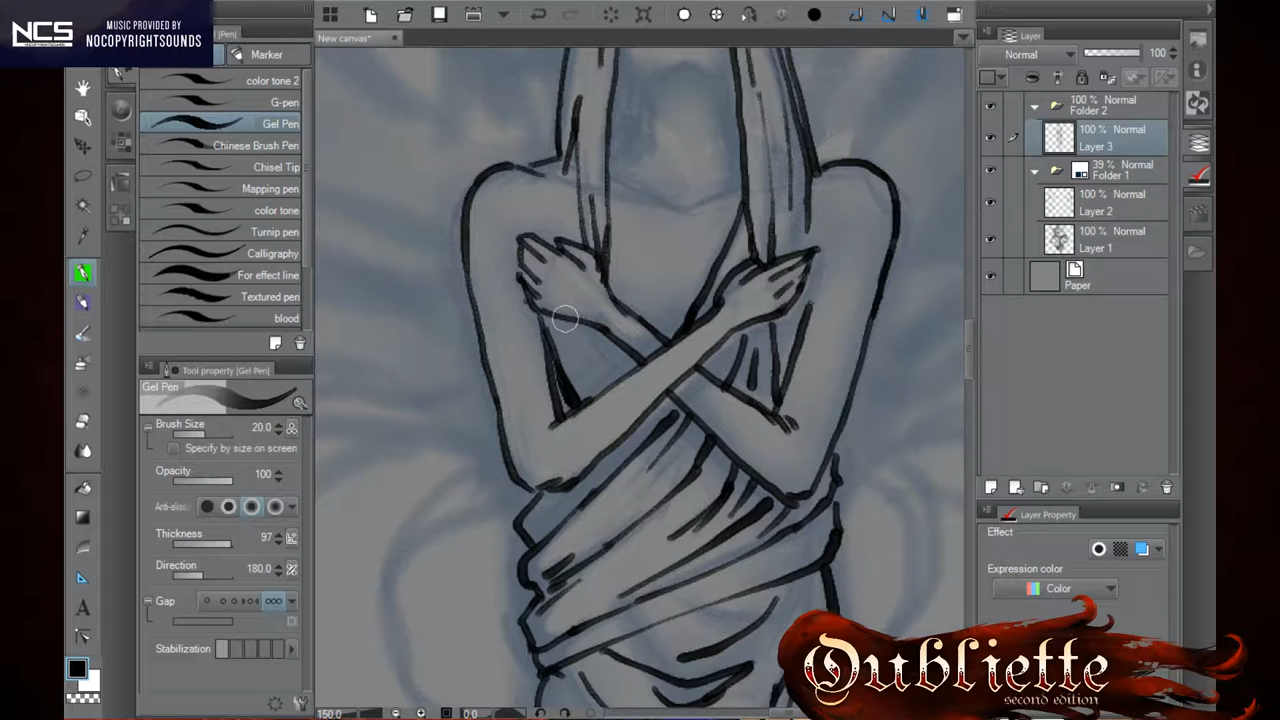 NCS
MUSIC PROVIDED BY
NOCOPYRIGHTSOUNDS
[Pen]
Marker
color tone 2
G-pen
Gel Pen
Chinese Brush Pen
Chisel Tip
Mapping pen
color tone
Turnip pen
Calligraphy
For effect line
Textured pen
blood
Tool property [Gel Pen]
Gel Pen
Brush Size 20.0
Specify by size on screen
Opacity 100
Anti-aliasing
Thickness 97
Direction 180.0
Gap
Stabilization
New canvas*
150.0
0.0
Layer
Normal 100
100 % Normal
Folder 2
100 % Normal
Layer 3
39 % Normal
Folder 1
100 % Normal
Layer 2
100 % Normal
Layer 1
Paper
Layer Property
Effect
Expression color
Color
Oubliette
second edition